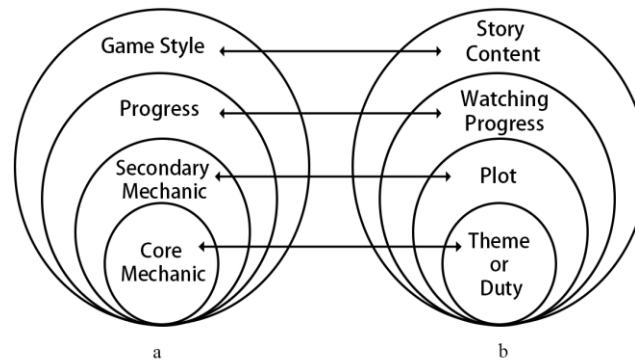 Game Style
Story
Content
Progress
Watching
Progress
Secondary
Mechanic
Plot
Core
Mechanic
Theme
or
Duty
a
b